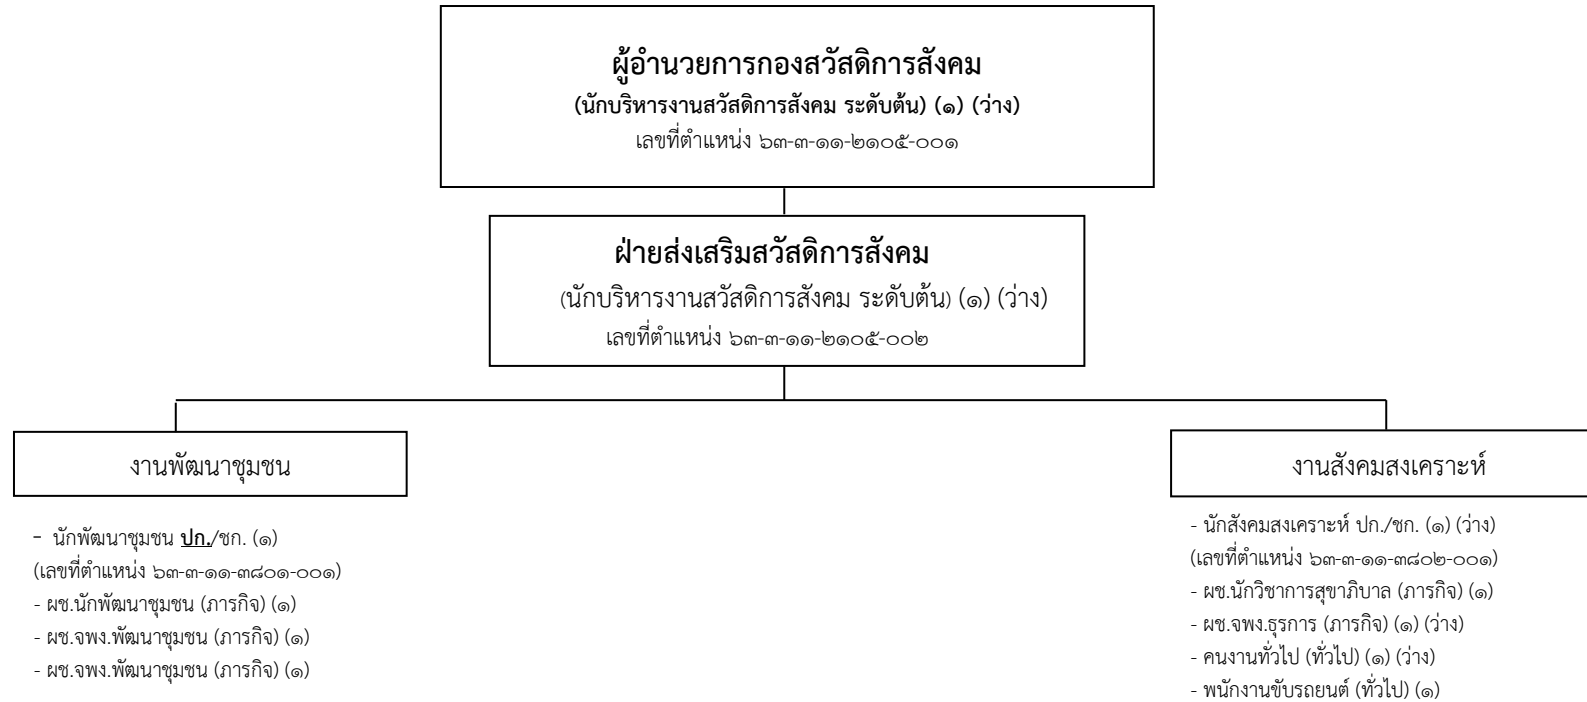 ผู้อำนวยการกองสวัสดิการสังคม
(นักบริหารงานสวัสดิการสังคม ระดับต้น) (๑) (ว่าง)
เลขที่ตำแหน่ง ๖๓-๓-๑๑-๒๑๐๕-๐๐๑
ฝ่ายส่งเสริมสวัสดิการสังคม
(นักบริหารงานสวัสดิการสังคม ระดับต้น) (๑) (ว่าง)
เลขที่ตำแหน่ง ๖๓-๓-๑๑-๒๑๐๕-๐๐๒
งานพัฒนาชุมชน
- นักพัฒนาชุมชน ปก./ชก. (๑)
(เลขที่ตำแหน่ง ๖๓-๓-๑๑-๓๘๐๑-๐๐๑)
- ผช.นักพัฒนาชุมชน (ภารกิจ) (๑)
- ผช.จพง.พัฒนาชุมชน (ภารกิจ) (๑)
- ผช.จพง.พัฒนาชุมชน (ภารกิจ) (๑)
งานสังคมสงเคราะห์
- นักสังคมสงเคราะห์ ปก./ชก. (๑) (ว่าง)
(เลขที่ตำแหน่ง ๖๓-๓-๑๑-๓๘๐๒-๐๐๑)
- ผช.นักวิชาการสุขาภิบาล (ภารกิจ) (๑)
- ผช.จพง.ธุรการ (ภารกิจ) (๑) (ว่าง)
- คนงานทั่วไป (ทั่วไป) (๑) (ว่าง)
- พนักงานขับรถยนต์ (ทั่วไป) (๑)